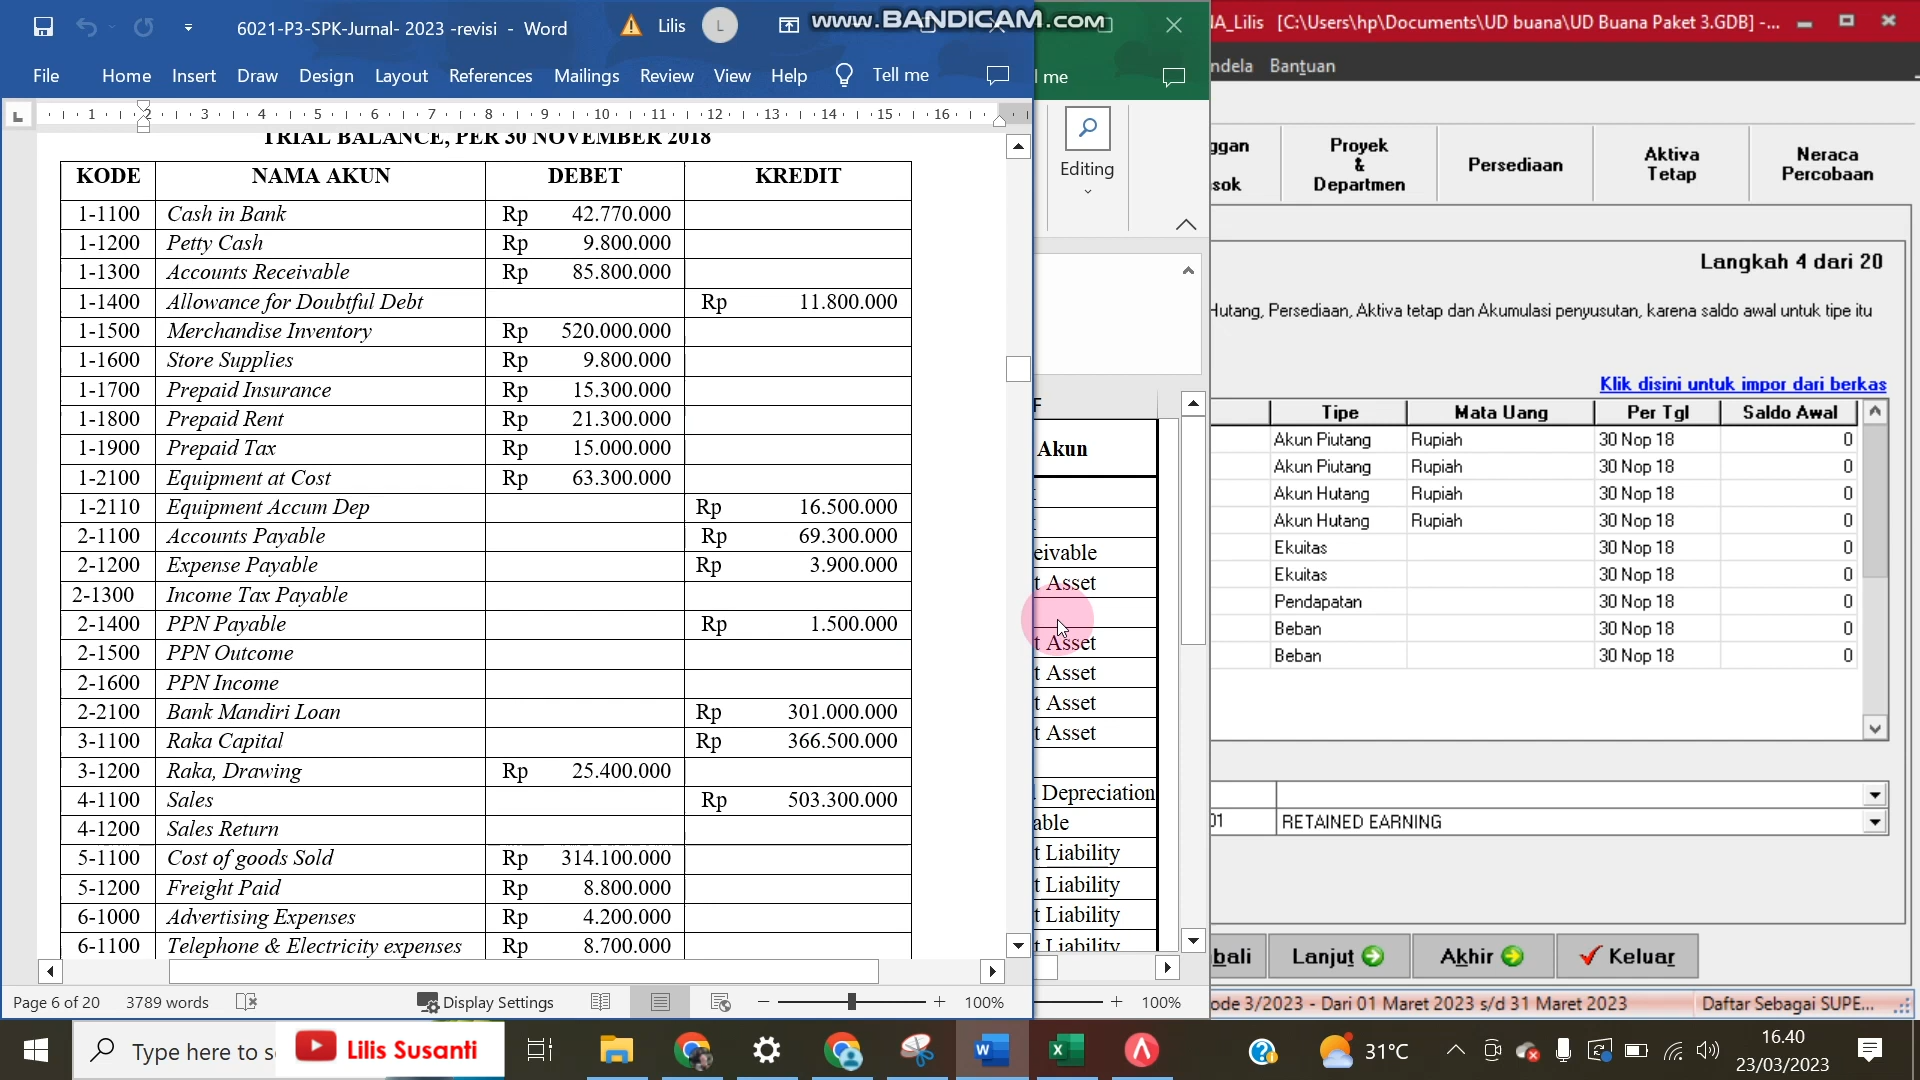 6021-P3-SPK-Jurnal- 2023 -revisi - Word
Lilis
L
www.BANDICAM.com
NA_Lilis [C:\Users\hp\Documents\UD buana\UD Buana Paket 3.GDB] -...
File Home Insert Draw Design Layout References Mailings Review View Help Tell me
me
ndela Bantuan
1 2 3 4 5 6 7 8 9 10 11 12 13 14 15 16
TRIAL BALANCE, PER 30 NOVEMBER 2018
KODE NAMA AKUN DEBET KREDIT
1-1100 Cash in Bank Rp 42.770.000
1-1200 Petty Cash Rp 9.800.000
1-1300 Accounts Receivable Rp 85.800.000
1-1400 Allowance for Doubtful Debt Rp 11.800.000
1-1500 Merchandise Inventory Rp 520.000.000
1-1600 Store Supplies Rp 9.800.000
1-1700 Prepaid Insurance Rp 15.300.000
1-1800 Prepaid Rent Rp 21.300.000
1-1900 Prepaid Tax Rp 15.000.000
1-2100 Equipment at Cost Rp 63.300.000
1-2110 Equipment Accum Dep Rp 16.500.000
2-1100 Accounts Payable Rp 69.300.000
2-1200 Expense Payable Rp 3.900.000
2-1300 Income Tax Payable
2-1400 PPN Payable Rp 1.500.000
2-1500 PPN Outcome
2-1600 PPN Income
2-2100 Bank Mandiri Loan Rp 301.000.000
3-1100 Raka Capital Rp 366.500.000
3-1200 Raka, Drawing Rp 25.400.000
4-1100 Sales Rp 503.300.000
4-1200 Sales Return
5-1100 Cost of goods Sold Rp 314.100.000
5-1200 Freight Paid Rp 8.800.000
6-1000 Advertising Expenses Rp 4.200.000
6-1100 Telephone & Electricity expenses Rp 8.700.000
Page 6 of 20 3789 words Display Settings 100%
Editing
F
Akun
eivable
t Asset
t Asset
t Asset
t Asset
t Asset
Depreciation
able
t Liability
t Liability
t Liability
t Liability
100%
ggan
sok
Proyek
&
Departmen
Persediaan
Aktiva
Tetap
Neraca
Percobaan
Langkah 4 dari 20
Hutang, Persediaan, Aktiva tetap dan Akumulasi penyusutan, karena saldo awal untuk tipe itu
Klik disini untuk impor dari berkas
Tipe Mata Uang Per Tgl Saldo Awal
Akun Piutang Rupiah 30 Nop 18 0
Akun Piutang Rupiah 30 Nop 18 0
Akun Hutang Rupiah 30 Nop 18 0
Akun Hutang Rupiah 30 Nop 18 0
Ekuitas 30 Nop 18 0
Ekuitas 30 Nop 18 0
Pendapatan 30 Nop 18 0
Beban 30 Nop 18 0
Beban 30 Nop 18 0
01 RETAINED EARNING
bali Lanjut Akhir Keluar
ode 3/2023 - Dari 01 Maret 2023 s/d 31 Maret 2023 Daftar Sebagai SUPE...
Type here to s
Lilis Susanti
31°C
16.40
23/03/2023